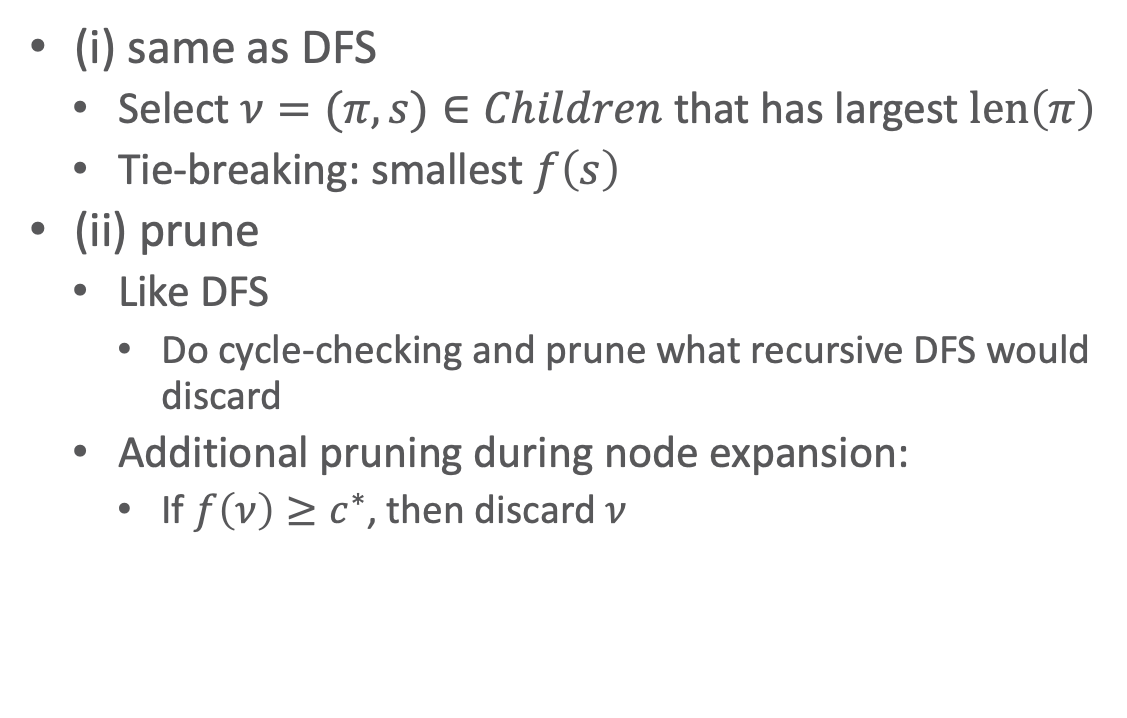 • (i) same as DFS
• Select 𝜈 = (𝜋, 𝑠) ∈ 𝐶ℎ𝑖𝑙𝑑𝑟𝑒𝑛 that has largest len(𝜋)
• Tie-breaking: smallest 𝑓(𝑠)
• (ii) prune
• Like DFS
• Do cycle-checking and prune what recursive DFS would
discard
• Additional pruning during node expansion:
• If 𝑓(𝜈) ≥ 𝑐*, then discard 𝜈